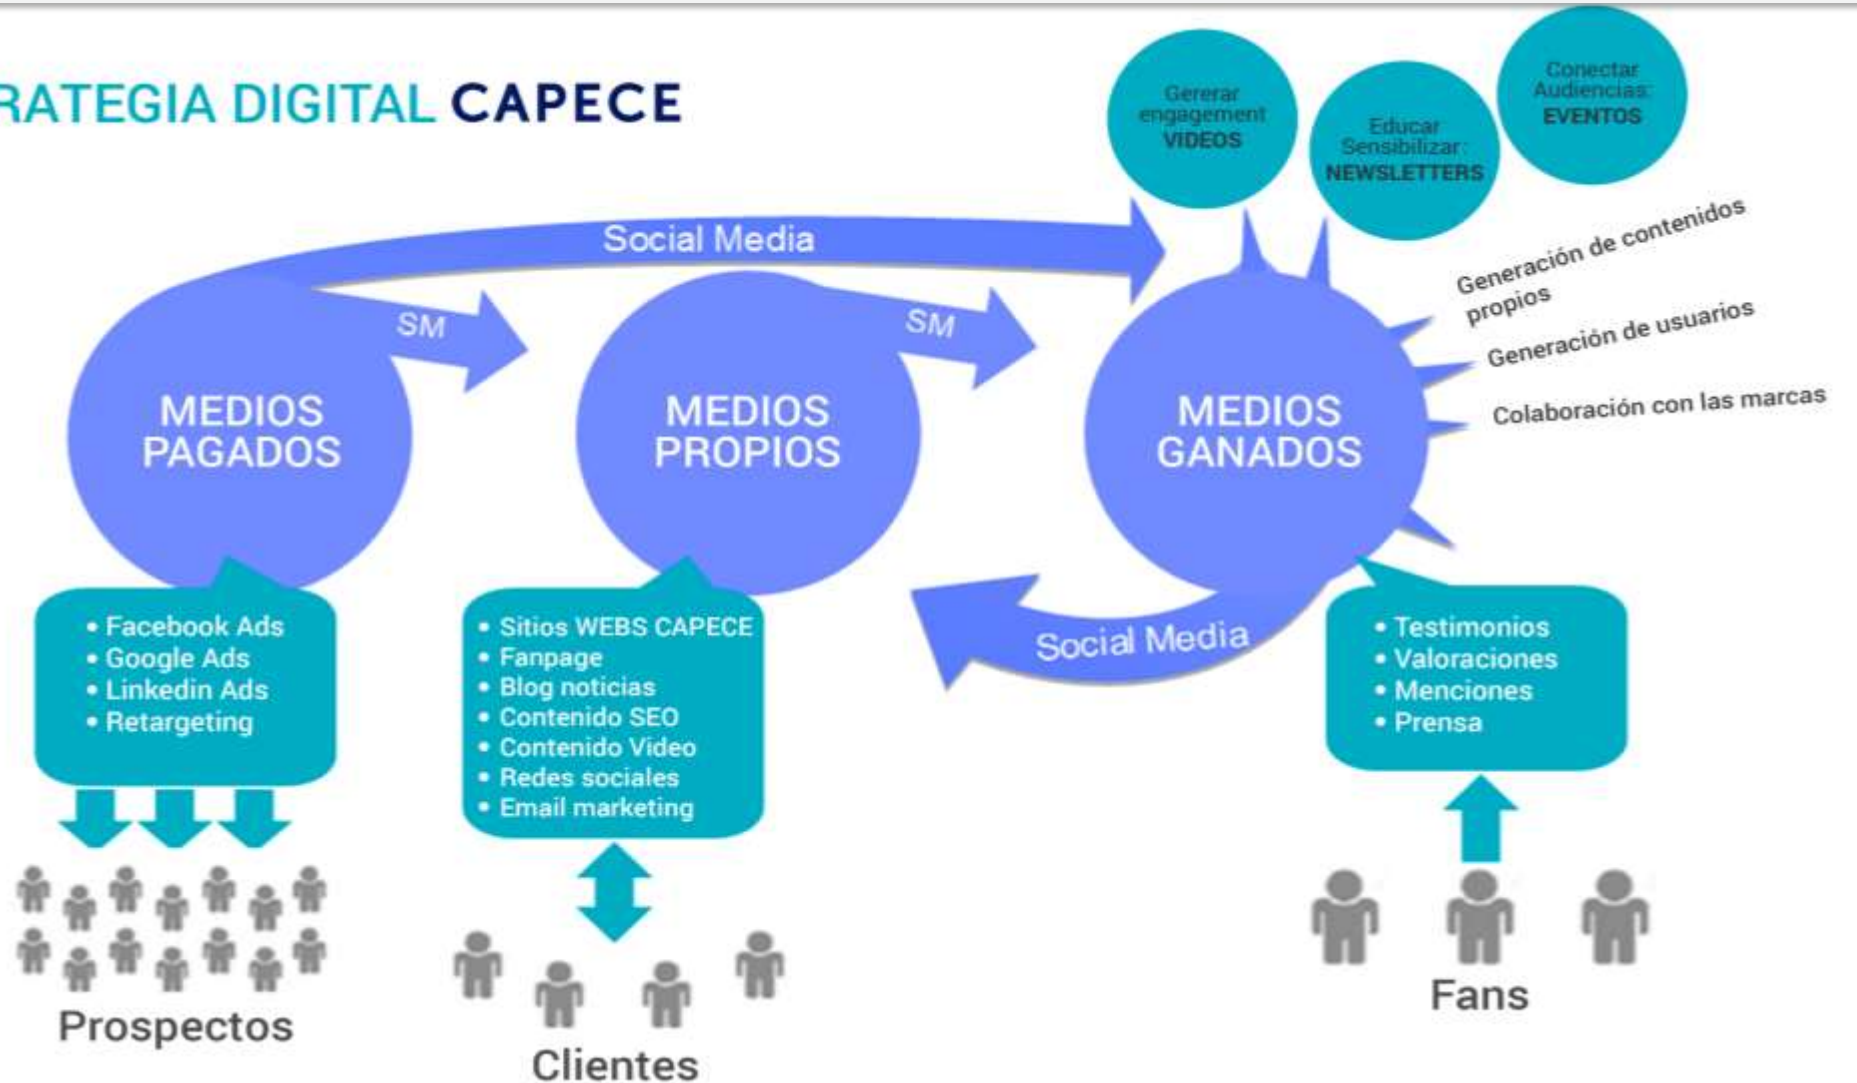 RATEGIA DIGITAL CAPECE
Gererar
engagement
VIDEOS
Educar
Sensibilizar:
NEWSLETTERS
Conectar
Audiencias:
EVENTOS
Social Media
SM
SM
Generación de contenidos
propios
Generación de usuarios
Colaboración con las marcas
MEDIOS
PAGADOS
MEDIOS
PROPIOS
MEDIOS
GANADOS
Social Media
• Facebook Ads
• Google Ads
• Linkedin Ads
• Retargeting
• Sitios WEBS CAPECE
• Fanpage
• Blog noticias
• Contenido SEO
• Contenido Video
• Redes sociales
• Email marketing
• Testimonios
• Valoraciones
• Menciones
• Prensa
Prospectos
Clientes
Fans